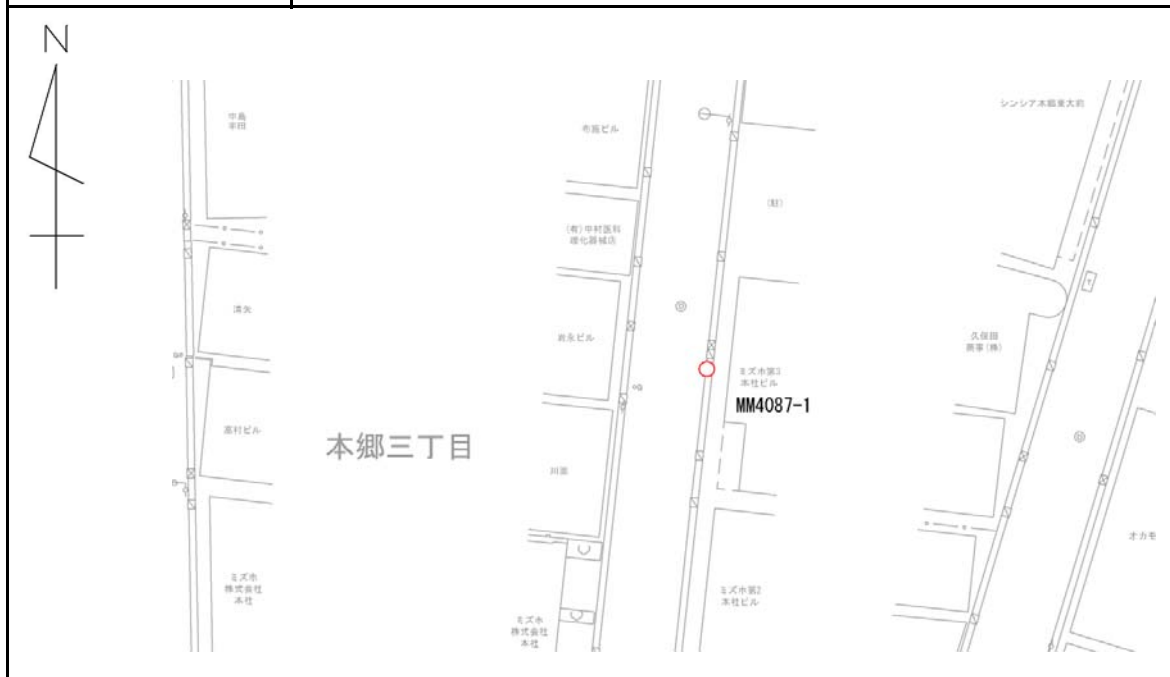 N
シンシア本郷東大前
中島
平田
布施ビル
(駐)
(有)中村医科
理化器械店
清矢
岩永ビル
久保田
商事(株)
ミズホ第3
本社ビル
MM4087-1
高村ビル
本郷三丁目
川面
オカモ
ミズホ
株式会社
本社
ミズホ第2
本社ビル
ミズホ
株式会社
本社